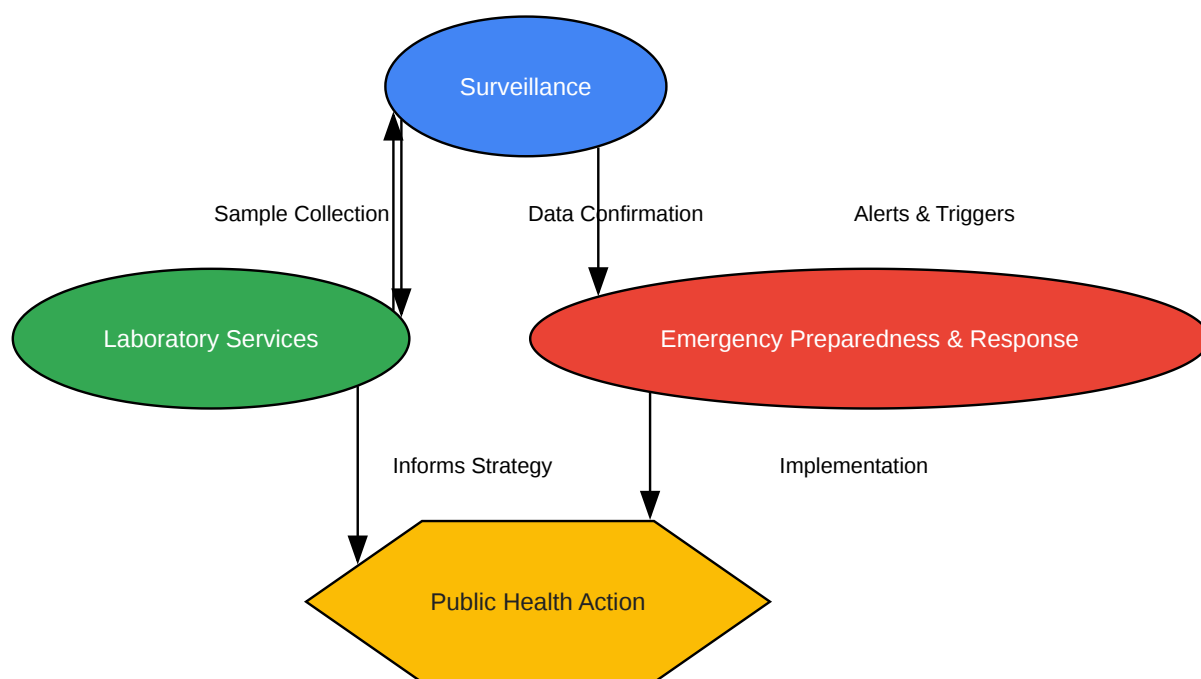 Surveillance
Sample Collection
Data Confirmation
Alerts & Triggers
Laboratory Services
Emergency Preparedness & Response
Informs Strategy
Implementation
Public Health Action